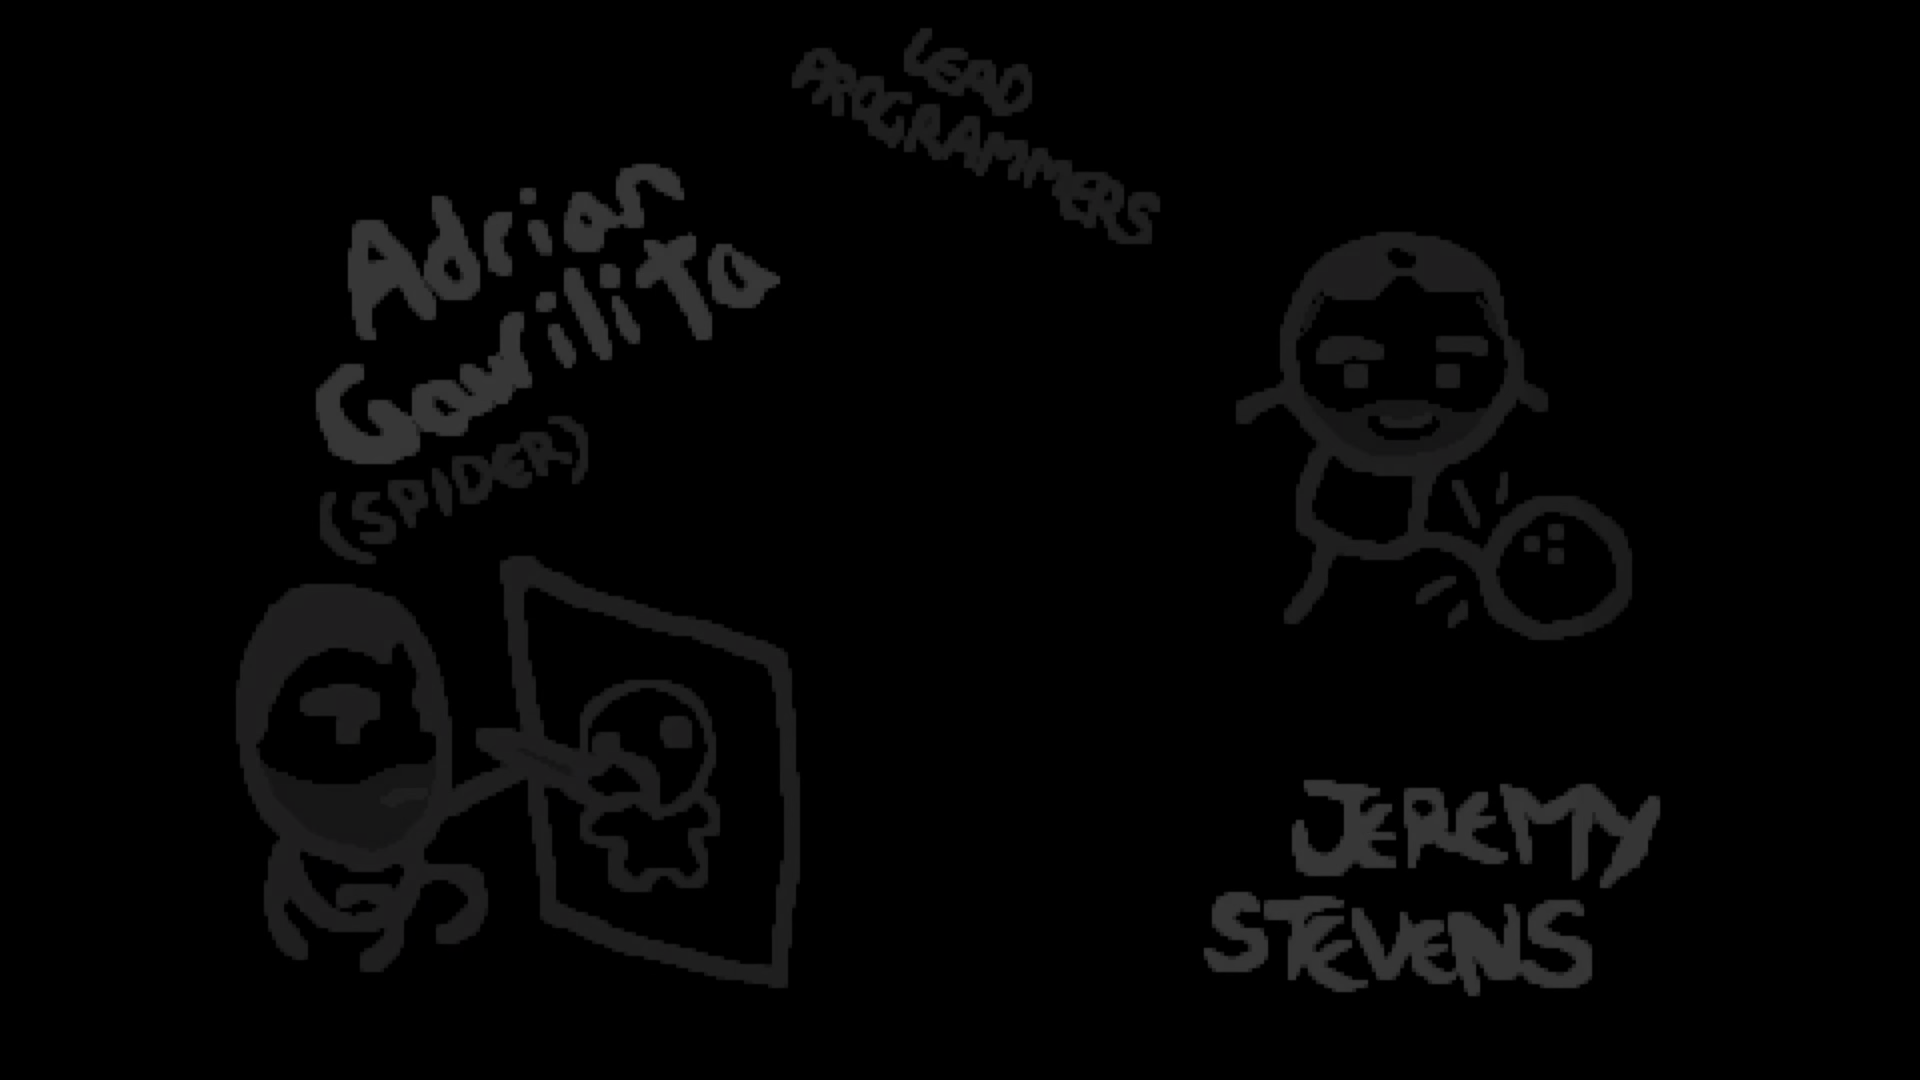 LEAD
PROGRAMMERS
Adrian
Gavrilita
(SPIDER)
JEREMY
STEVENS